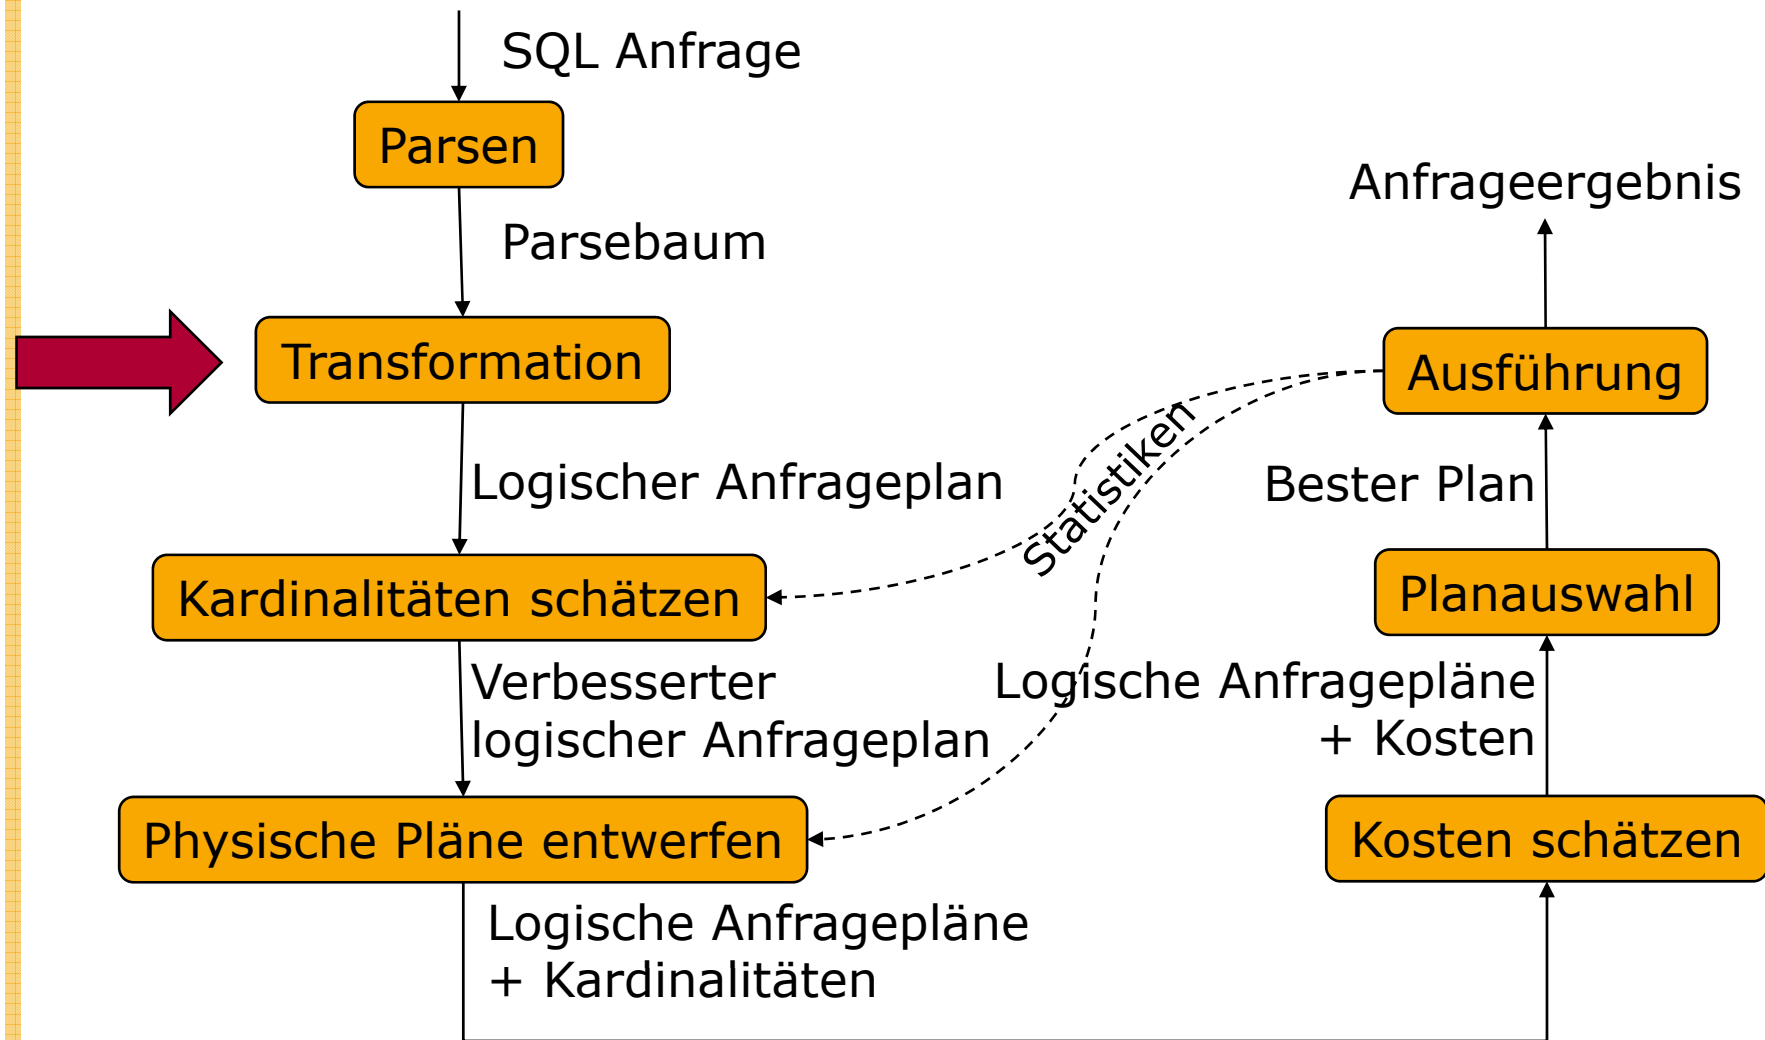 SQL Anfrage
Parsen
Parsebaum
Transformation
Logischer Anfrageplan
Kardinalitäten schätzen
Verbesserter
logischer Anfrageplan
Physische Pläne entwerfen
Logische Anfragepläne
+ Kardinalitäten
Statistiken
Anfrageergebnis
Ausführung
Bester Plan
Planauswahl
Logische Anfragepläne
+ Kosten
Kosten schätzen